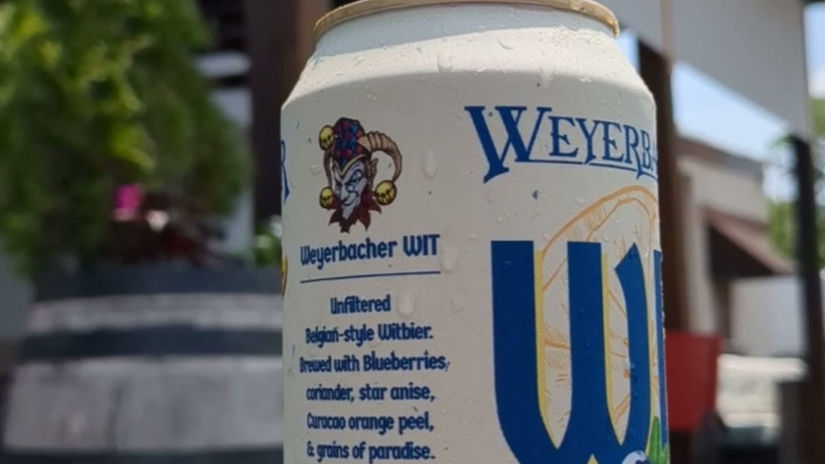 Weyerbacher WIT
Unfiltered
Belgian-style Witbier.
Brewed with Blueberries,
coriander, star anise,
Curacao orange peel,
& grains of paradise.
WEYERB
W